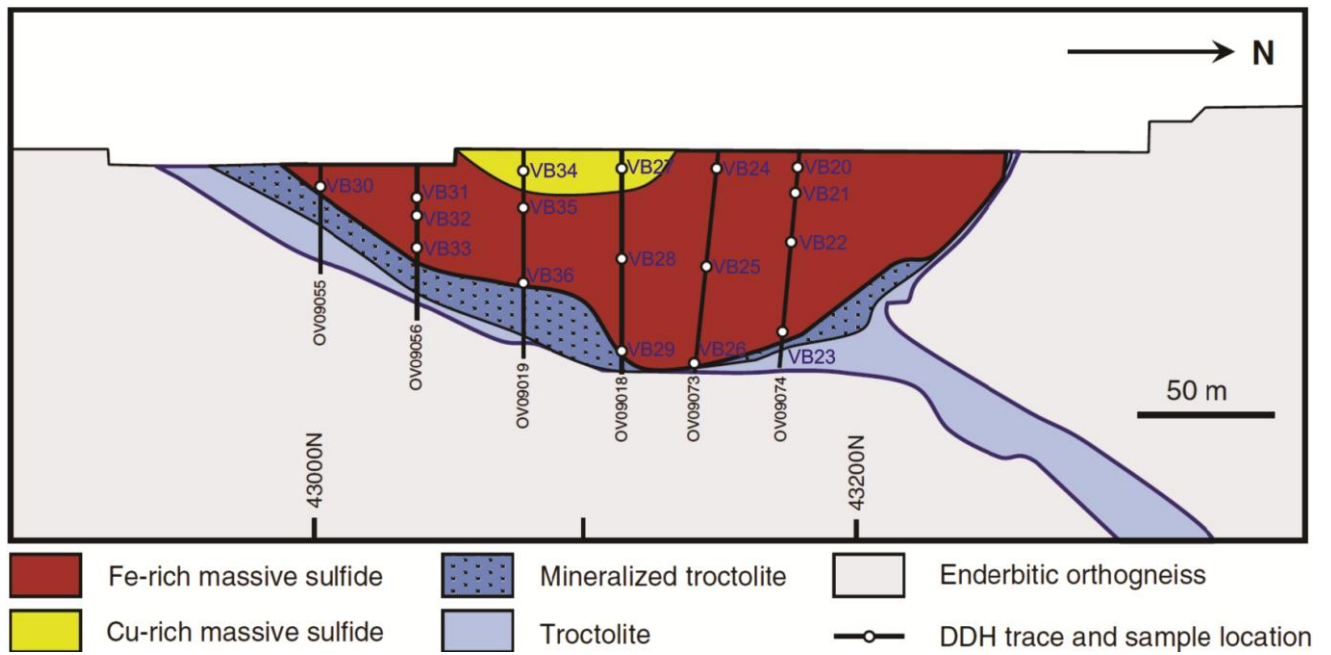 N
VB34
VB27
VB24
VB20
VB30
VB31
VB21
VB35
VB32
VB33
VB22
VB28
VB25
VB36
VB29
VB26
VB23
OV09055
OV09056
OV09019
OV09018
OV09073
OV09074
50 m
43000N
43200N
Fe-rich massive sulfide
Mineralized troctolite
Enderbitic orthogneiss
Cu-rich massive sulfide
Troctolite
DDH trace and sample location